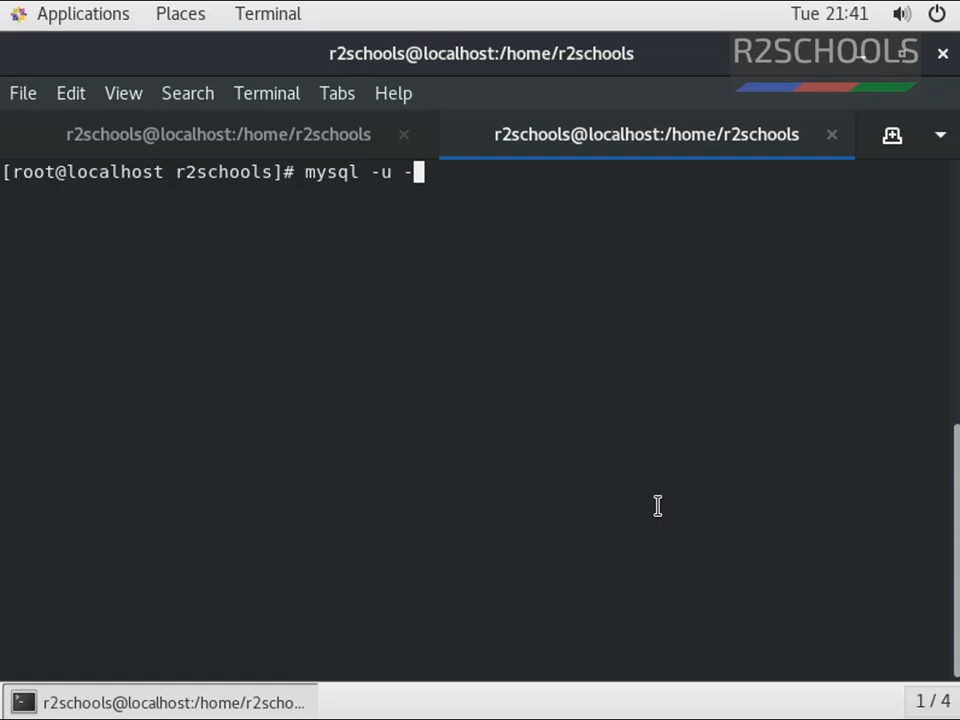 Applications Places Terminal Tue 21:41
r2schools@localhost:/home/r2schools
R2SCHOOLS
File Edit View Search Terminal Tabs Help
r2schools@localhost:/home/r2schools r2schools@localhost:/home/r2schools
[root@localhost r2schools]# mysql -u -
r2schools@localhost:/home/r2scho... 1 / 4